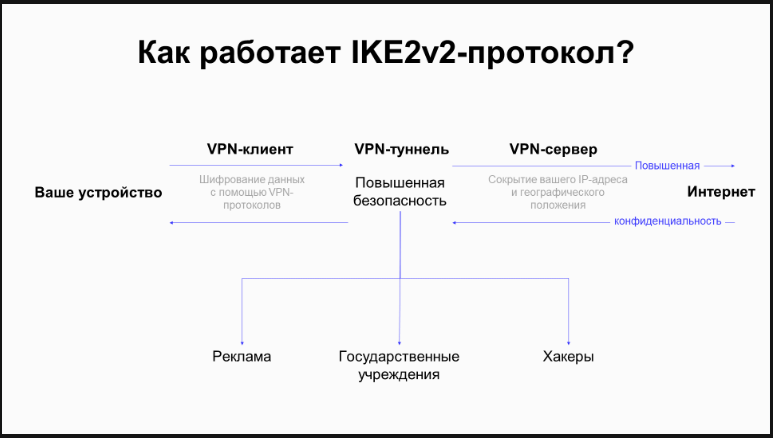 Как работает IKE2v2-протокол?
VPN-клиент
VPN-туннель
VPN-сервер
Повышенная
Шифрование данных
с помощью VPN-
протоколов
Ваше устройство
Повышенная
безопасность
Сокрытие вашего IP-адреса
и географического
положения
Интернет
конфиденциальность
Реклама
Государственные
учреждения
Хакеры